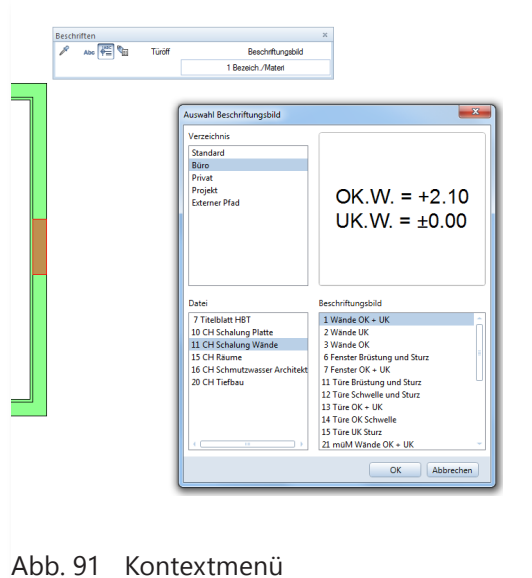 Beschriften
Abc ABC Türöff Beschriftungsbild
1 Bezeich./Materi
Auswahl Beschriftungsbild
Verzeichnis
Standard
Büro
Privat
Projekt
Externer Pfad
OK.W. = +2.10
UK.W. = ±0.00
Datei
7 Titelblatt HBT
10 CH Schalung Platte
11 CH Schalung Wände
15 CH Räume
16 CH Schmutzwasser Architekt
20 CH Tiefbau
Beschriftungsbild
1 Wände OK + UK
2 Wände UK
3 Wände OK
6 Fenster Brüstung und Sturz
7 Fenster OK + UK
11 Türe Brüstung und Sturz
12 Türe Schwelle und Sturz
13 Türe OK + UK
14 Türe OK Schwelle
15 Türe UK Sturz
21 müM Wände OK + UK
OK Abbrechen
Abb. 91 Kontextmenü